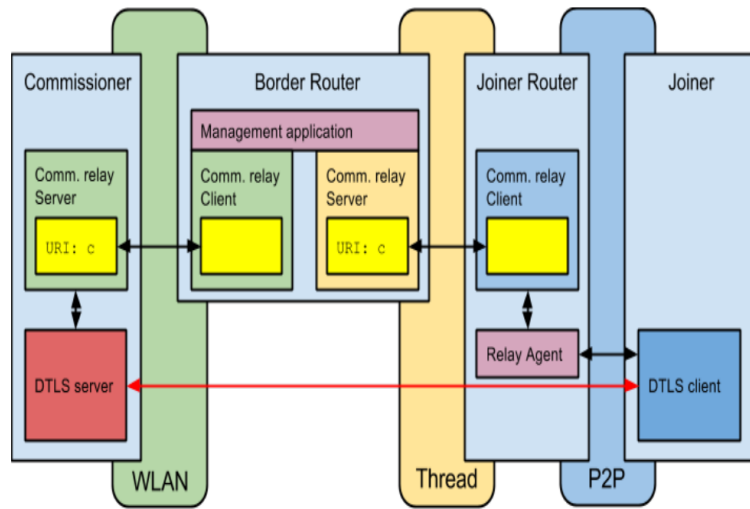 Commissioner
Border Router
Joiner Router
Joiner
Management application
Comm. relay
Server
Comm. relay
Client
Comm. relay
Server
Comm. relay
Client
URI: c
URI: c
Relay Agent
DTLS server
DTLS client
WLAN
Thread
P2P